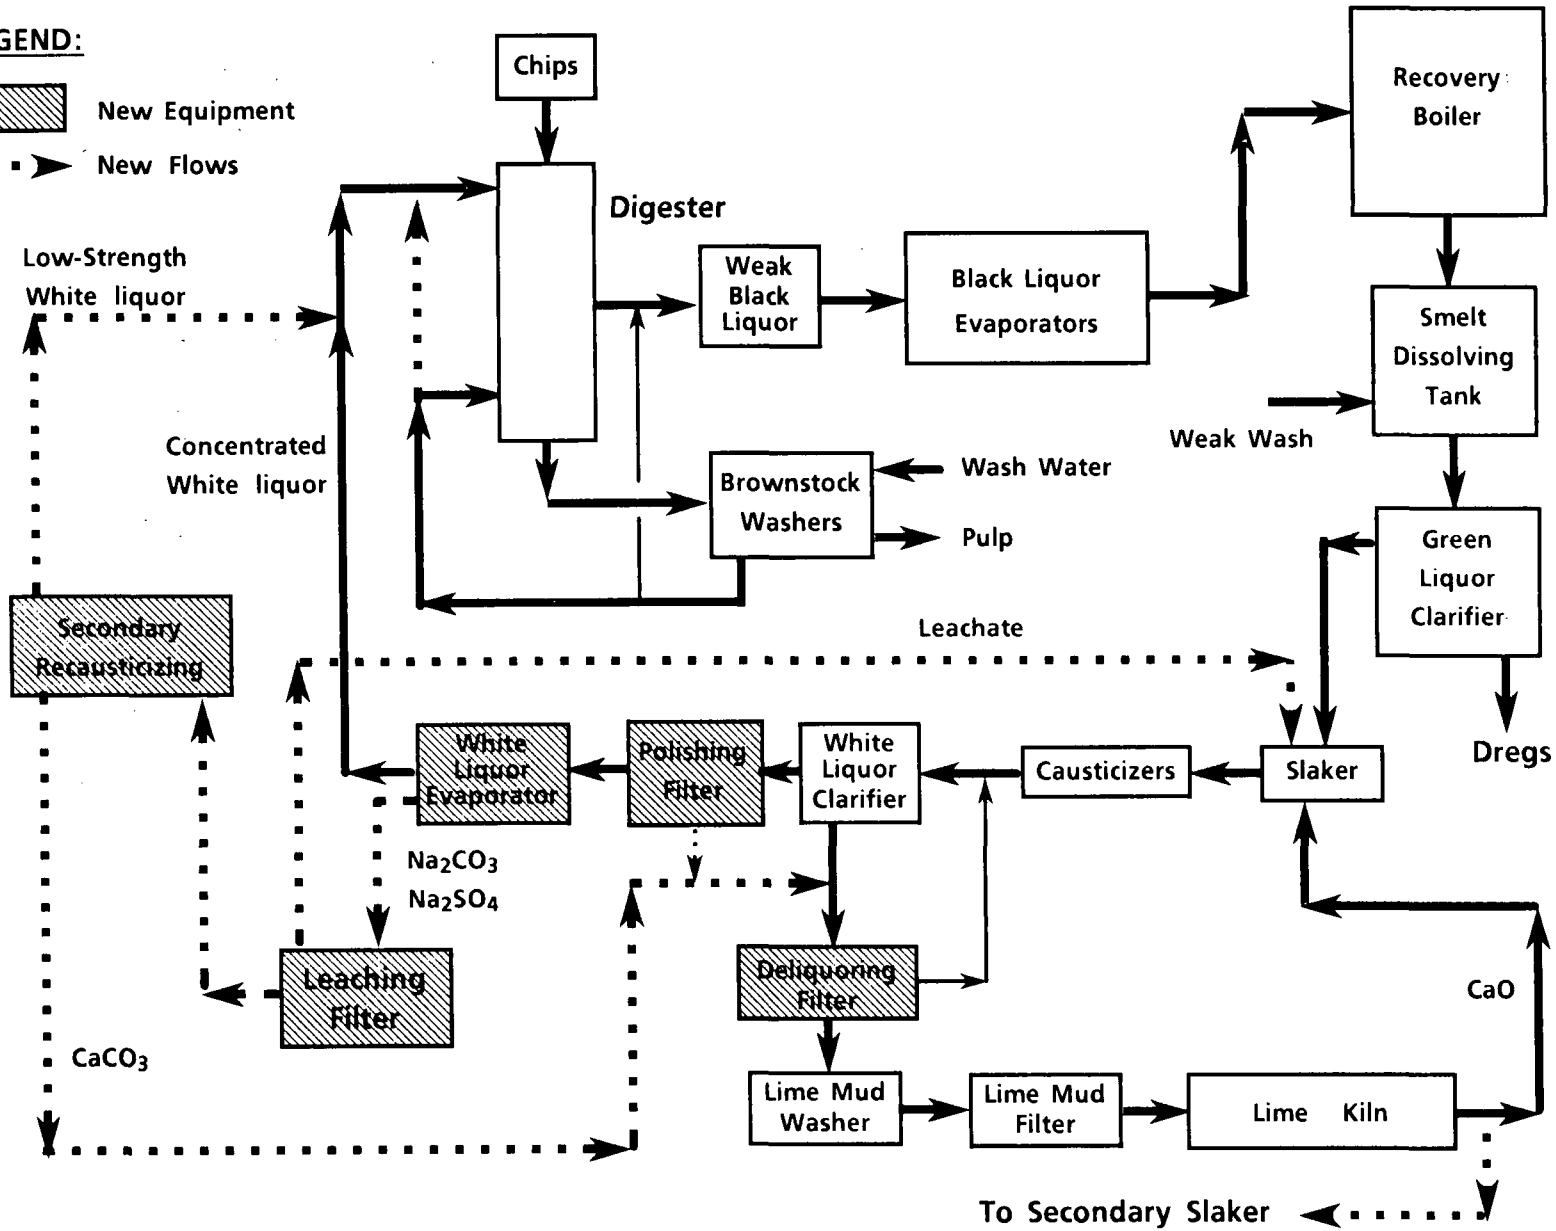 GEND:
New Equipment
New Flows
Chips
Digester
Recovery
Boiler
Low-Strength
White liquor
Weak
Black
Liquor
Black Liquor
Evaporators
Smelt
Dissolving
Tank
Weak Wash
Concentrated
White liquor
Brownstock
Washers
Wash Water
Pulp
Green
Liquor
Clarifier
Dregs
Secondary
Recausticizing
Leachate
White
Liquor
Evaporator
Polishing
Filter
White
Liquor
Clarifier
Causticizers
Slaker
Na₂CO₃
Na₂SO₄
Leaching
Filter
Deliquoring
Filter
CaO
CaCO₃
Lime Mud
Washer
Lime Mud
Filter
Lime Kiln
To Secondary Slaker